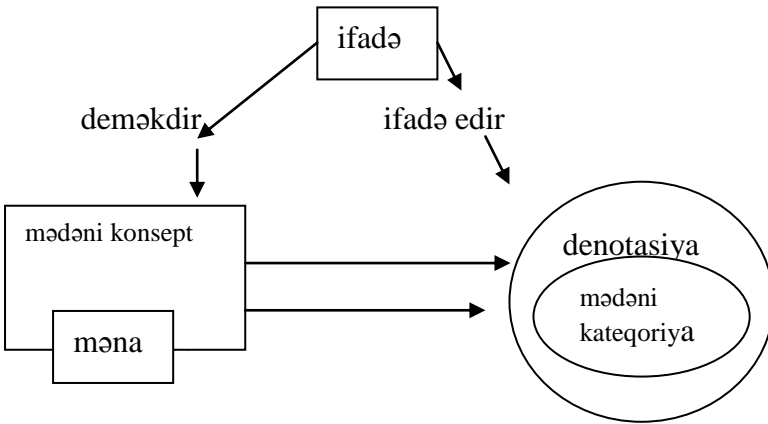 ifadə
deməkdir
ifadə edir
mədəni konsept
denotasiya
mədəni
kateqoriya
məna